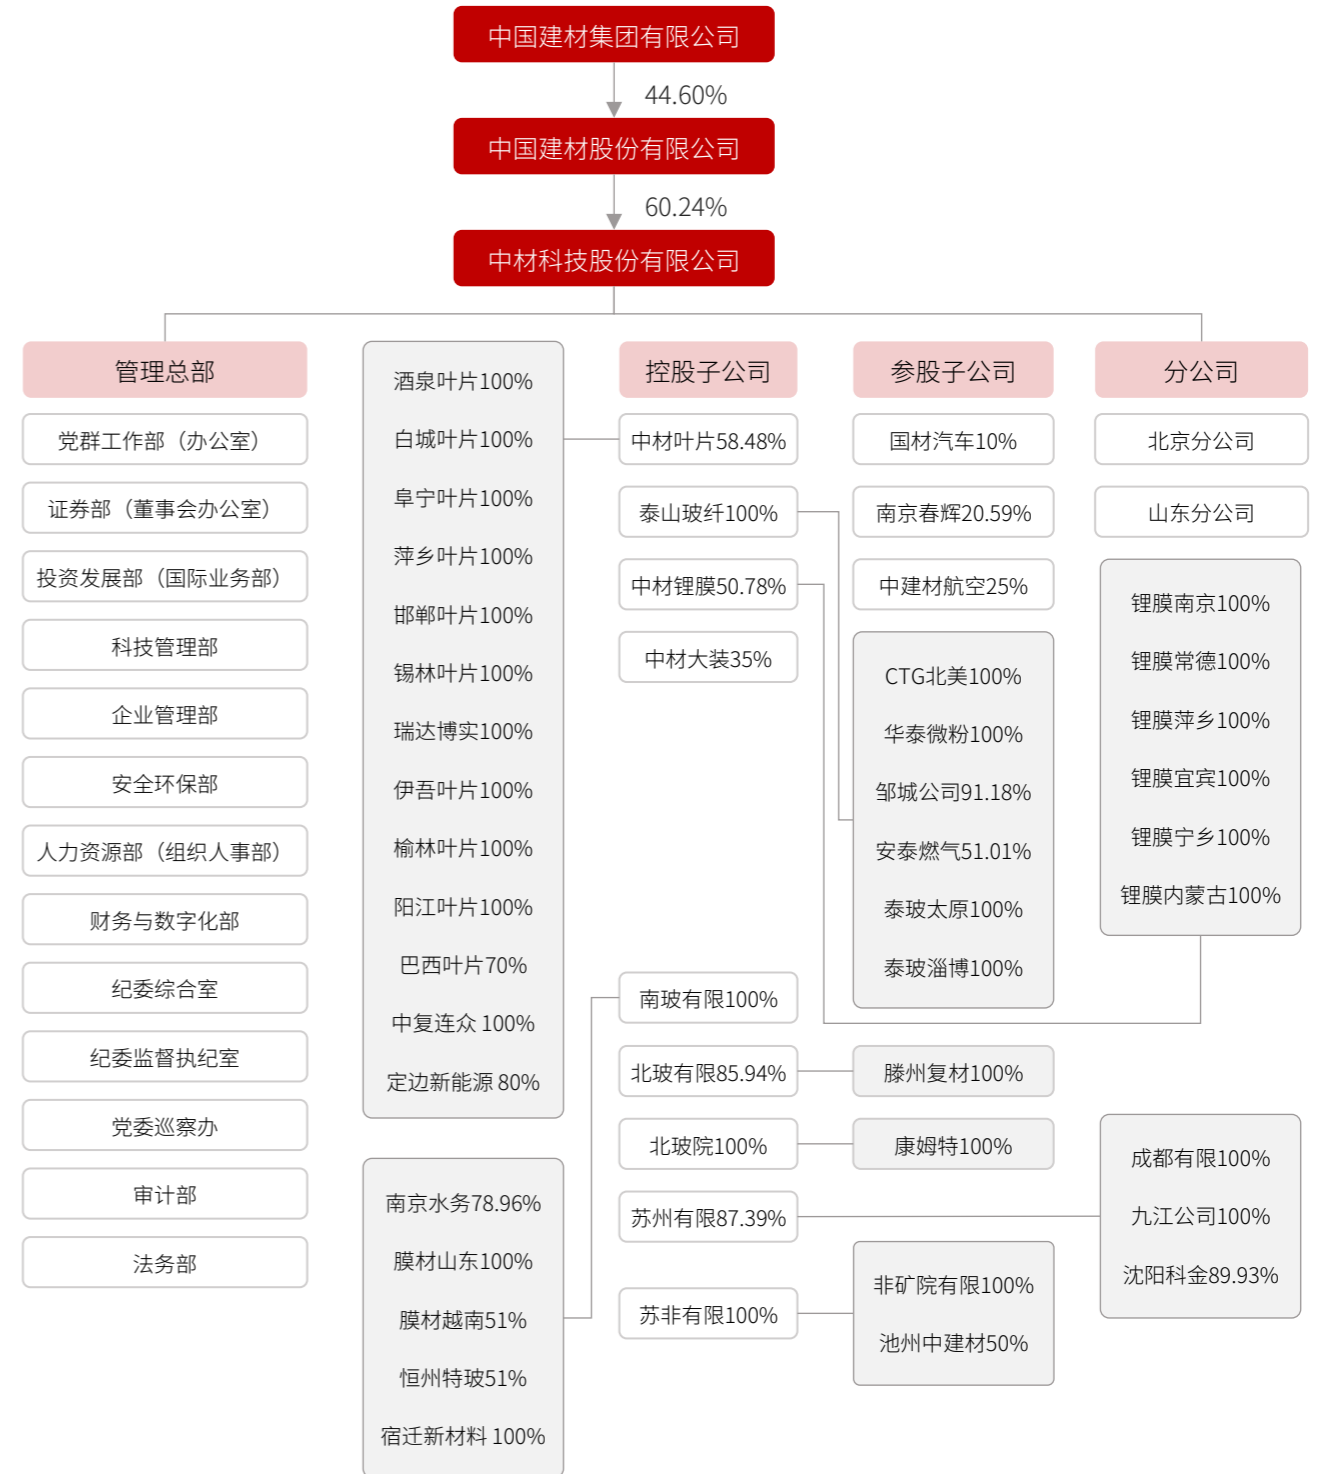 中国建材集团有限公司
44.60%
中国建材股份有限公司
60.24%
中材科技股份有限公司
管理总部
党群工作部（办公室）
证券部（董事会办公室）
投资发展部（国际业务部）
科技管理部
企业管理部
安全环保部
人力资源部（组织人事部）
财务与数字化部
纪委综合室
纪委监督执纪室
党委巡察办
审计部
法务部
酒泉叶片100%
白城叶片100%
阜宁叶片100%
萍乡叶片100%
邯郸叶片100%
锡林叶片100%
瑞达博实100%
伊吾叶片100%
榆林叶片100%
阳江叶片100%
巴西叶片70%
中复连众 100%
定边新能源 80%
南京水务78.96%
膜材山东100%
膜材越南51%
恒州特玻51%
宿迁新材料 100%
控股子公司
中材叶片58.48%
泰山玻纤100%
中材锂膜50.78%
中材大装35%
南玻有限100%
北玻有限85.94%
北玻院100%
苏州有限87.39%
苏非有限100%
参股子公司
国材汽车10%
南京春辉20.59%
中建材航空25%
CTG北美100%
华泰微粉100%
邹城公司91.18%
安泰燃气51.01%
泰玻太原100%
泰玻淄博100%
滕州复材100%
康姆特100%
非矿院有限100%
池州中建材50%
分公司
北京分公司
山东分公司
锂膜南京100%
锂膜常德100%
锂膜萍乡100%
锂膜宜宾100%
锂膜宁乡100%
锂膜内蒙古100%
成都有限100%
九江公司100%
沈阳科金89.93%